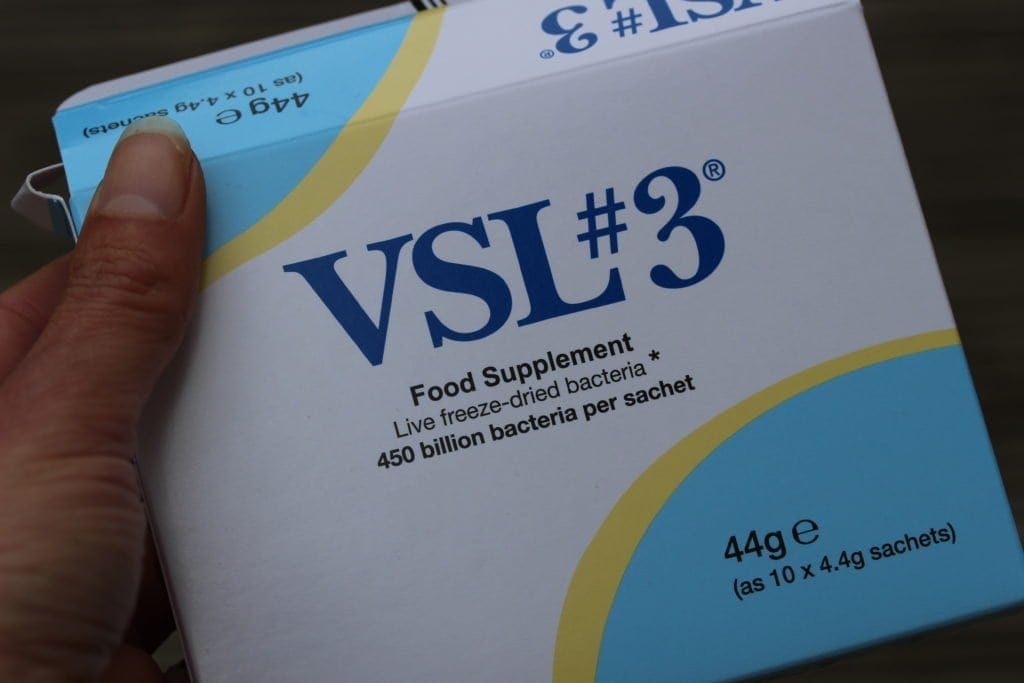 VSL#3®
44g ℮
(as 10 x 4.4g sachets)
VSL#3®
Food Supplement
Live freeze-dried bacteria *
450 billion bacteria per sachet
44g ℮
(as 10 x 4.4g sachets)